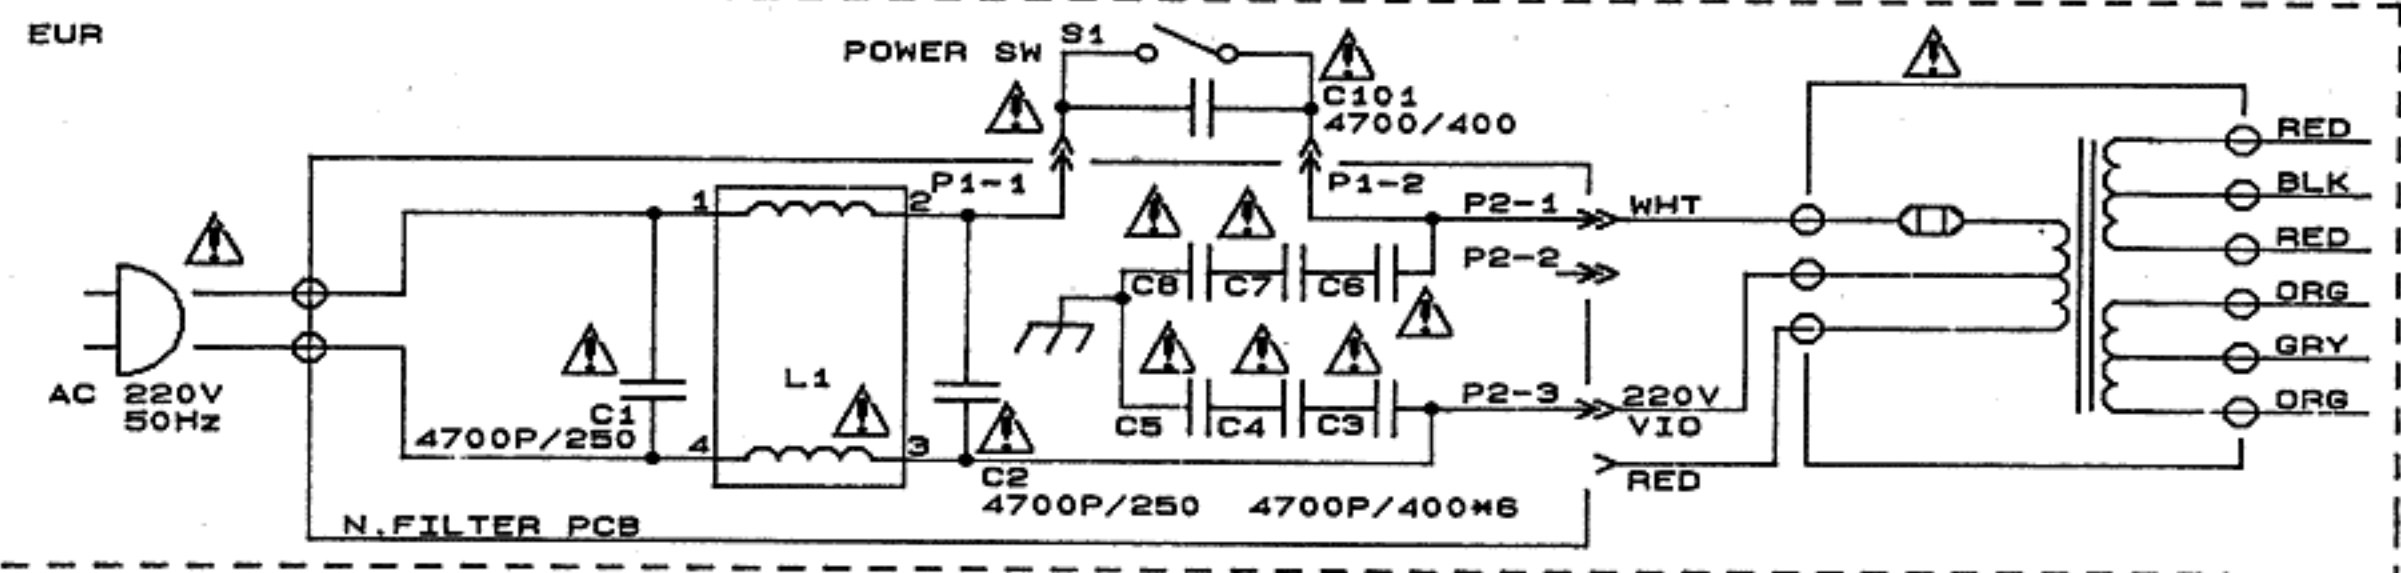 EUR
S1
POWER SW
C101
4700/400
P1-1
P1-2
1
2
P2-1
WHT
RED
BLK
P2-2
RED
C8
C7
C6
ORG
L1
GRY
AC 220V
50Hz
C1
4700P/250
P2-3
220V
VIO
ORG
C5
C4
C3
4
3
C2
4700P/250
4700P/400*6
RED
N.FILTER PCB